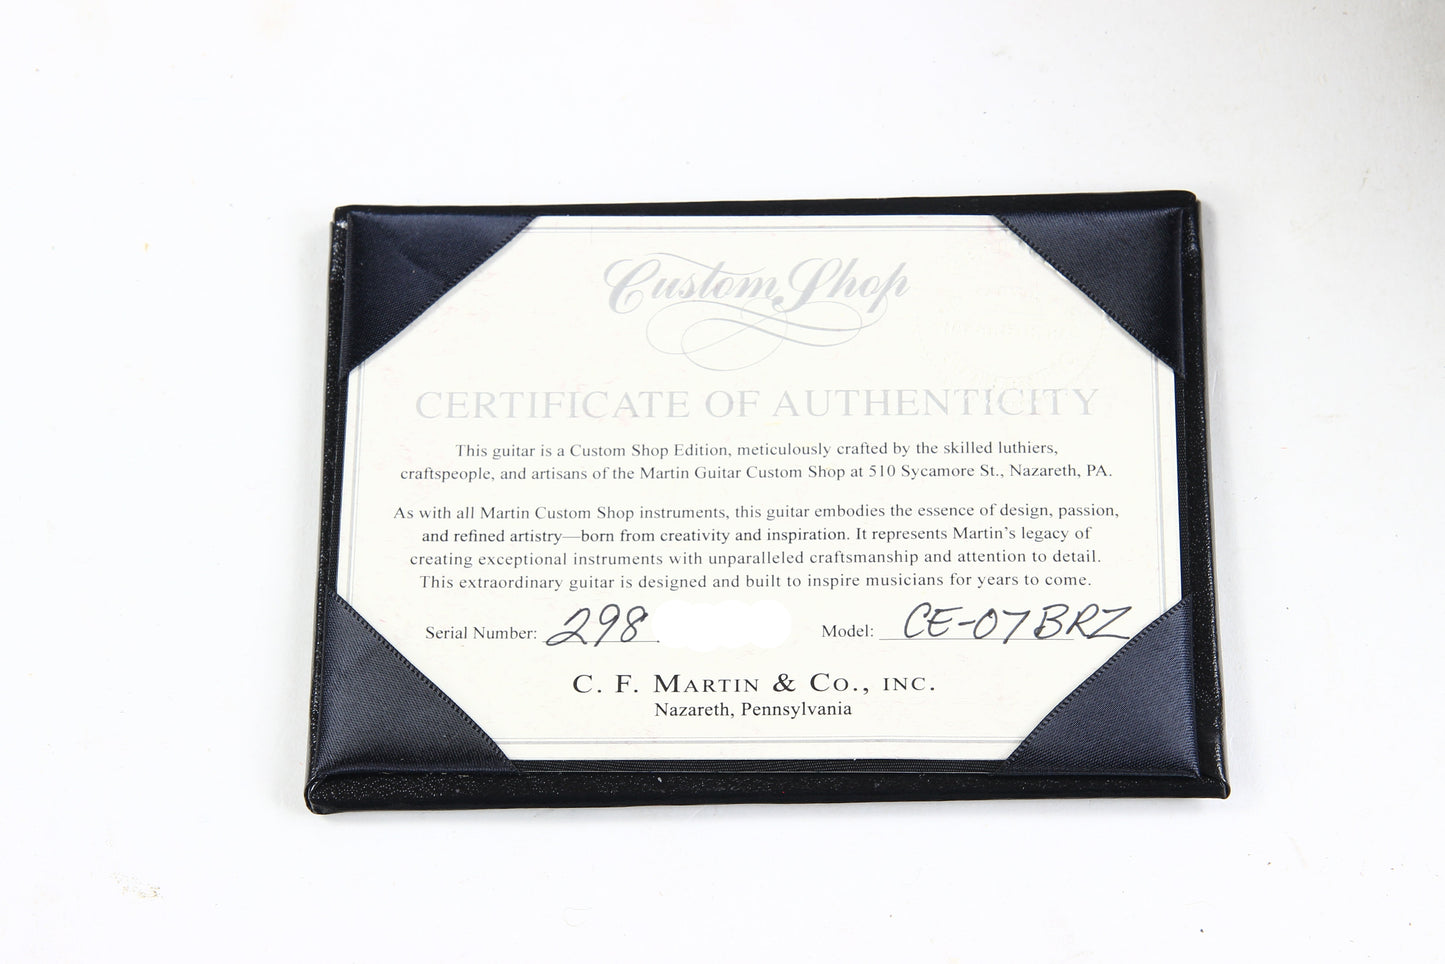 Custom Shop
CERTIFICATE OF AUTHENTICITY
This guitar is a Custom Shop Edition, meticulously crafted by the skilled luthiers,
craftspeople, and artisans of the Martin Guitar Custom Shop at 510 Sycamore St., Nazareth, PA.
As with all Martin Custom Shop instruments, this guitar embodies the essence of design, passion,
and refined artistry—born from creativity and inspiration. It represents Martin's legacy of
creating exceptional instruments with unparalleled craftsmanship and attention to detail.
This extraordinary guitar is designed and built to inspire musicians for years to come.
Serial Number: 298 Model: CE-07BRZ
C. F. MARTIN & CO., INC.
Nazareth, Pennsylvania